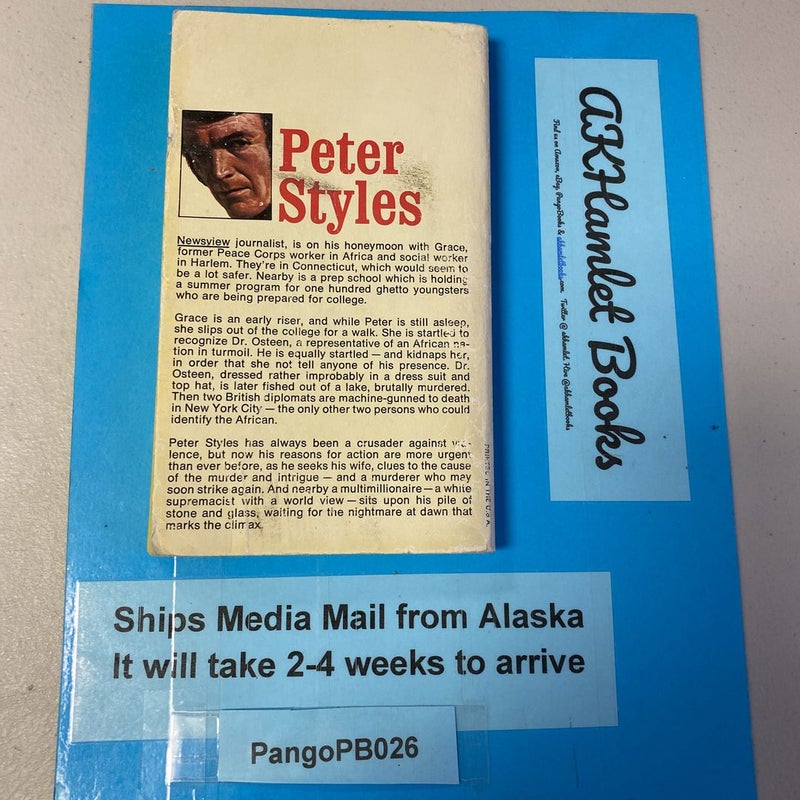 Peter
Styles
Newsview journalist, is on his honeymoon with Grace,
former Peace Corps worker in Africa and social worker
in Harlem. They're in Connecticut, which would seem to
be a lot safer. Nearby is a prep school which is holding
a summer program for one hundred ghetto youngsters
who are being prepared for college.
Grace is an early riser, and while Peter is still asleep,
she slips out of the college for a walk. She is startled to
recognize Dr. Osteen, a representative of an African na-
tion in turmoil. He is equally startled — and kidnaps her,
in order that she not tell anyone of his presence. Dr.
Osteen, dressed rather improbably in a dress suit and
top hat, is later fished out of a lake, brutally murdered.
Then two British diplomats are machine-gunned to death
in New York City — the only other two persons who could
identify the African.
Peter Styles has always been a crusader against vio-
lence, but now his reasons for action are more urgent
than ever before, as he seeks his wife, clues to the cause
of the murder and intrigue — and a murderer who may
soon strike again. And nearby a multimillionaire — a white
supremacist with a world view — sits upon his pile of
stone and glass, waiting for the nightmare at dawn that
marks the climax.
PRINTED IN THE U.S.A.
AKHamlet Books
Find us on Amazon, eBay, PangoBooks & akhamletbooks.com Twitter @ akhamlet. Hive @akhamletbooks
Ships Media Mail from Alaska
It will take 2-4 weeks to arrive
PangoPB026